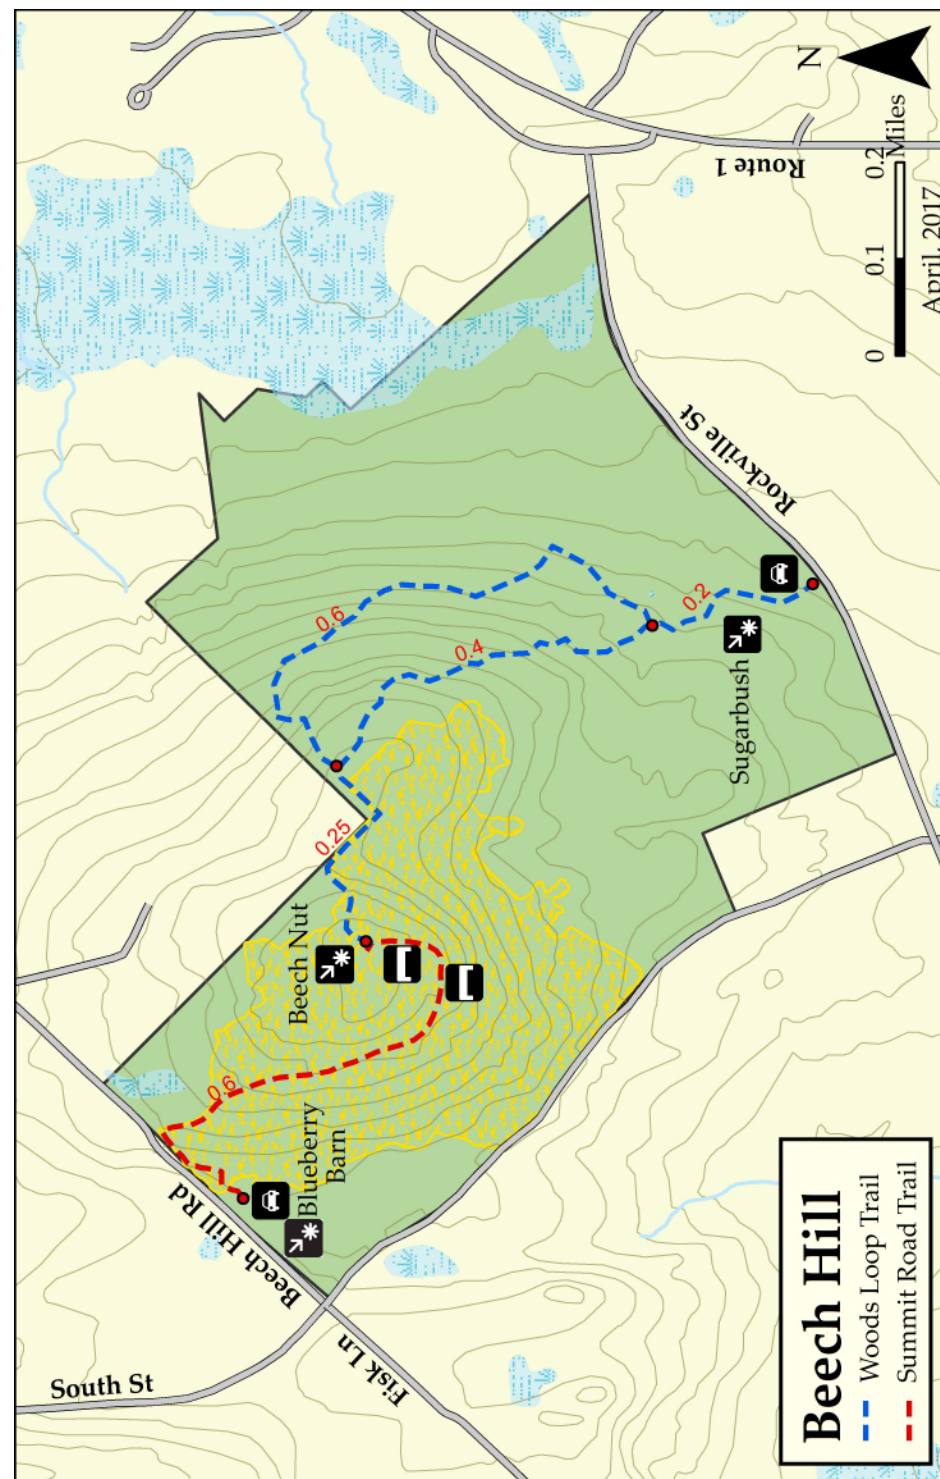 N
0
0.1
0.2
Miles
April, 2017
Route 1
Rockville St
0.6
0.4
0.2
Sugarbush
0.25
Beech Nut
0.6
Blueberry
Barn
Beech Hill Rd
Fisk Ln
South St
Beech Hill
Woods Loop Trail
Summit Road Trail